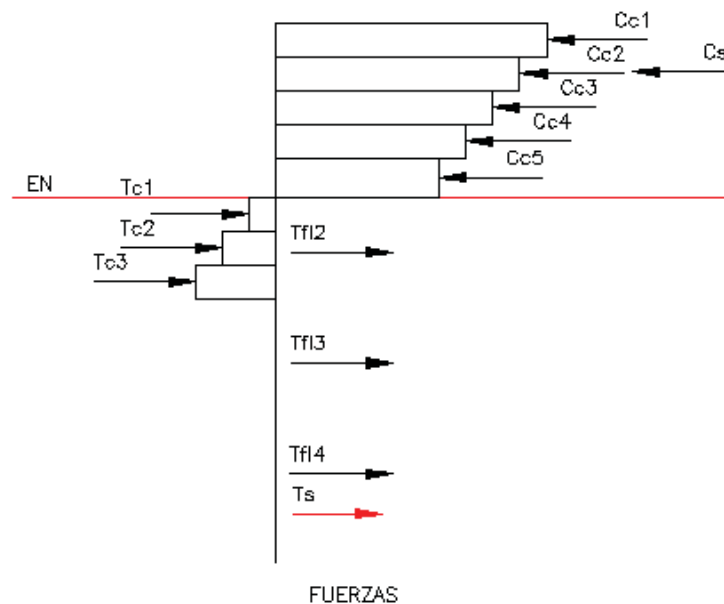 Cc1
Cc2
Cs
Cc3
Cc4
Cc5
EN
Tc1
Tc2
Tfl2
Tc3
Tfl3
Tfl4
Ts
FUERZAS